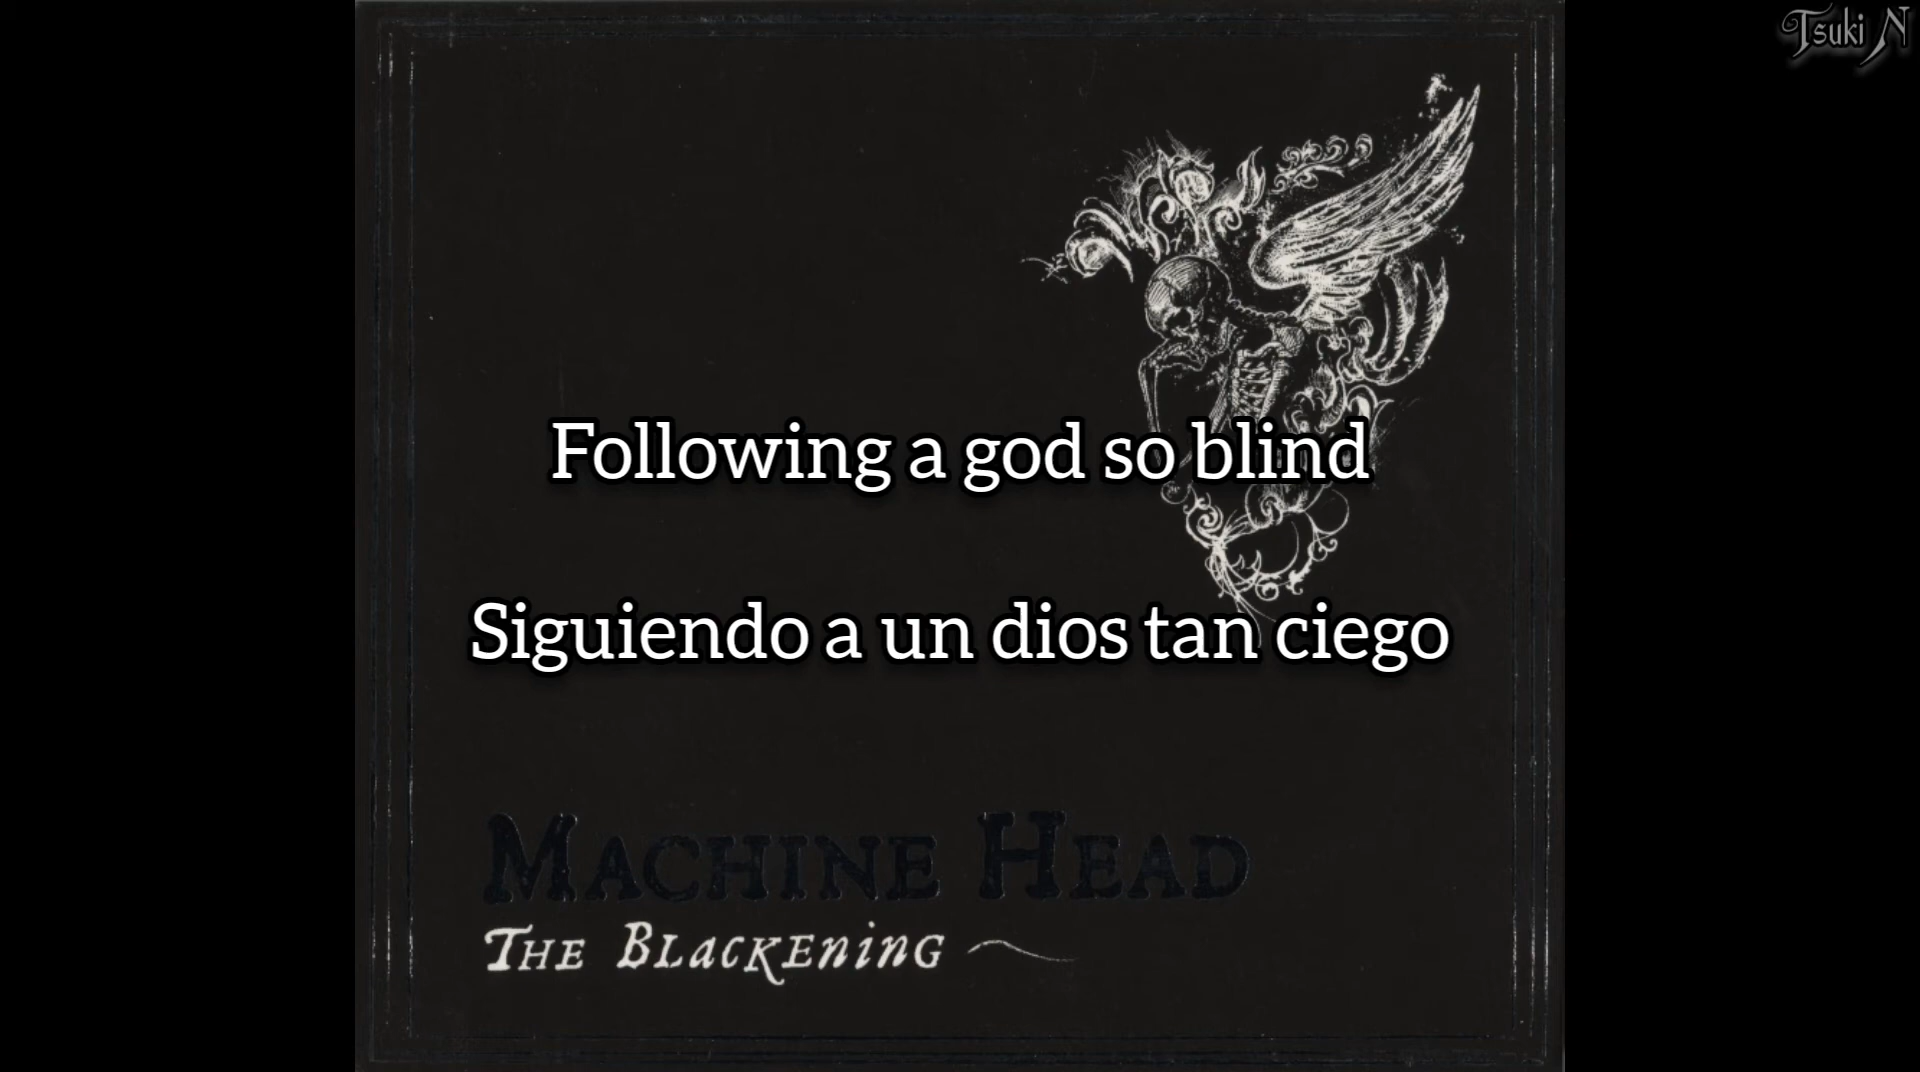 Tsuki N
Following a god so blind
Siguiendo a un dios tan ciego
MACHINE HEAD
THE BLACKENING